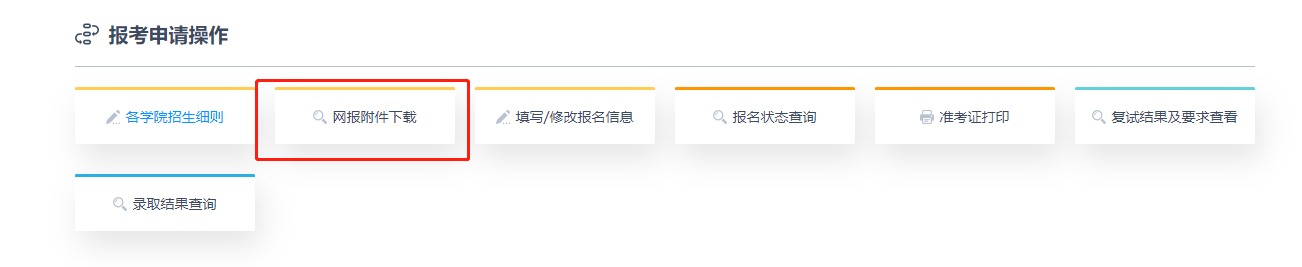 报考申请操作
各学院招生细则
网报附件下载
填写/修改报名信息
报名状态查询
准考证打印
复试结果及要求查看
录取结果查询